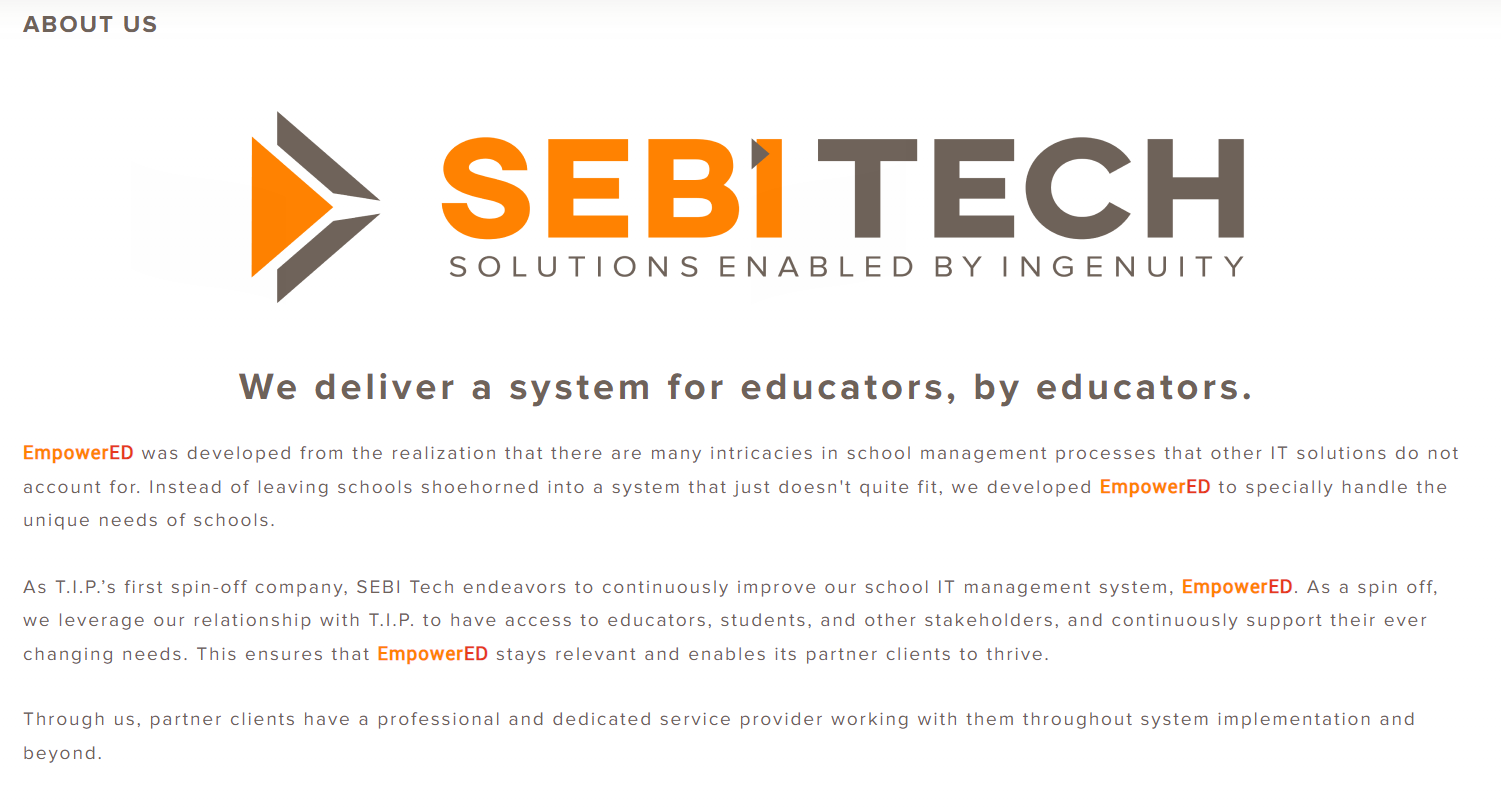 ABOUT US
SEBI TECH
SOLUTIONS ENABLED BY INGENUITY
We deliver a system for educators, by educators.
EmpowerED was developed from the realization that there are many intricacies in school management processes that other IT solutions do not
account for. Instead of leaving schools shoehorned into a system that just doesn't quite fit, we developed EmpowerED to specially handle the
unique needs of schools.
As T.I.P.’s first spin-off company, SEBI Tech endeavors to continuously improve our school IT management system, EmpowerED. As a spin off,
we leverage our relationship with T.I.P. to have access to educators, students, and other stakeholders, and continuously support their ever
changing needs. This ensures that EmpowerED stays relevant and enables its partner clients to thrive.
Through us, partner clients have a professional and dedicated service provider working with them throughout system implementation and
beyond.